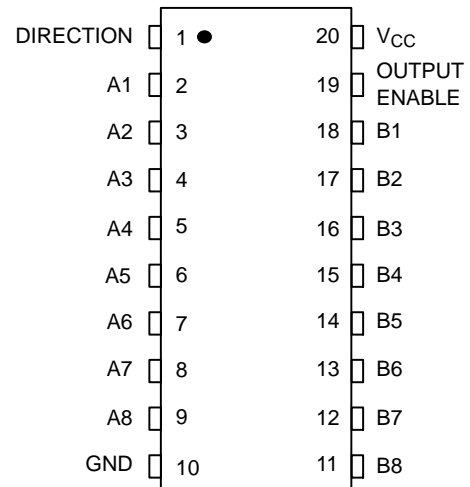 DIRECTION 1 20 VCC
A1 2 19 OUTPUT ENABLE
A2 3 18 B1
A3 4 17 B2
A4 5 16 B3
A5 6 15 B4
A6 7 14 B5
A7 8 13 B6
A8 9 12 B7
GND 10 11 B8